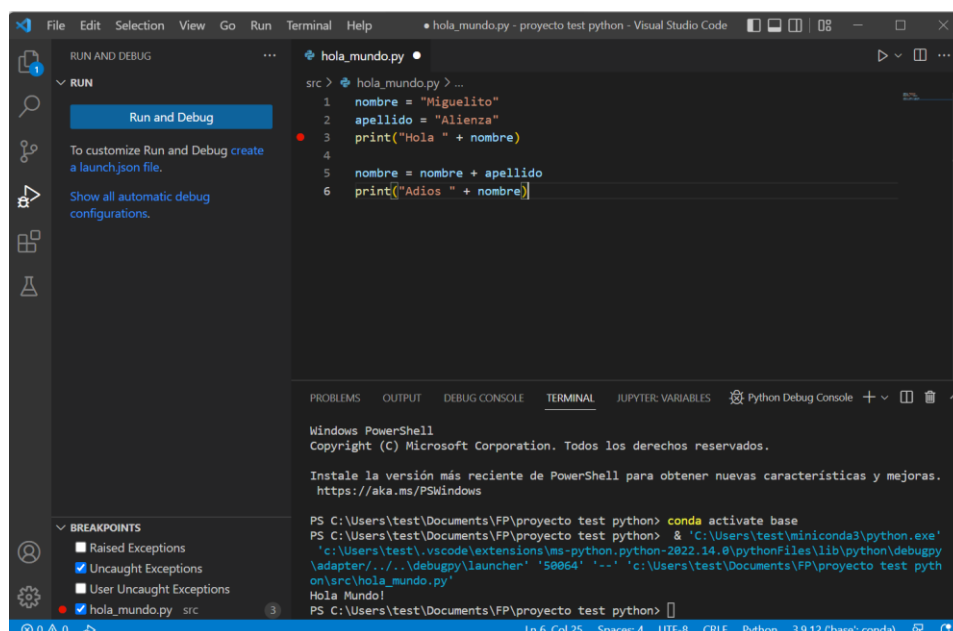 File Edit Selection View Go Run Terminal Help
● hola_mundo.py - proyecto test python - Visual Studio Code
1
RUN AND DEBUG
RUN
Run and Debug
To customize Run and Debug create
a launch.json file.
Show all automatic debug
configurations.
BREAKPOINTS
Raised Exceptions
Uncaught Exceptions
User Uncaught Exceptions
hola_mundo.py src 3
hola_mundo.py ●
src > hola_mundo.py > ...
1 nombre = "Miguelito"
2 apellido = "Alienza"
3 print("Hola " + nombre)
4
5 nombre = nombre + apellido
6 print("Adios " + nombre)
PROBLEMS OUTPUT DEBUG CONSOLE TERMINAL JUPYTER: VARIABLES Python Debug Console
Windows PowerShell
Copyright (C) Microsoft Corporation. Todos los derechos reservados.
Instale la versión más reciente de PowerShell para obtener nuevas características y mejoras.
https://aka.ms/PSWindows
PS C:\Users\test\Documents\FP\proyecto test python> conda activate base
PS C:\Users\test\Documents\FP\proyecto test python> & 'C:\Users\test\miniconda3\python.exe'
'c:\Users\test\.vscode\extensions\ms-python.python-2022.14.0\pythonFiles\lib\python\debugpy
\adapter/../..\debugpy\launcher' '50064' '--' 'c:\Users\test\Documents\FP\proyecto test pyth
on\src\hola_mundo.py'
Hola Mundo!
PS C:\Users\test\Documents\FP\proyecto test python>
0 0 Ln 6, Col 25 Spaces: 4 UTF-8 CRLF Python 3.9.12 ('base': conda)